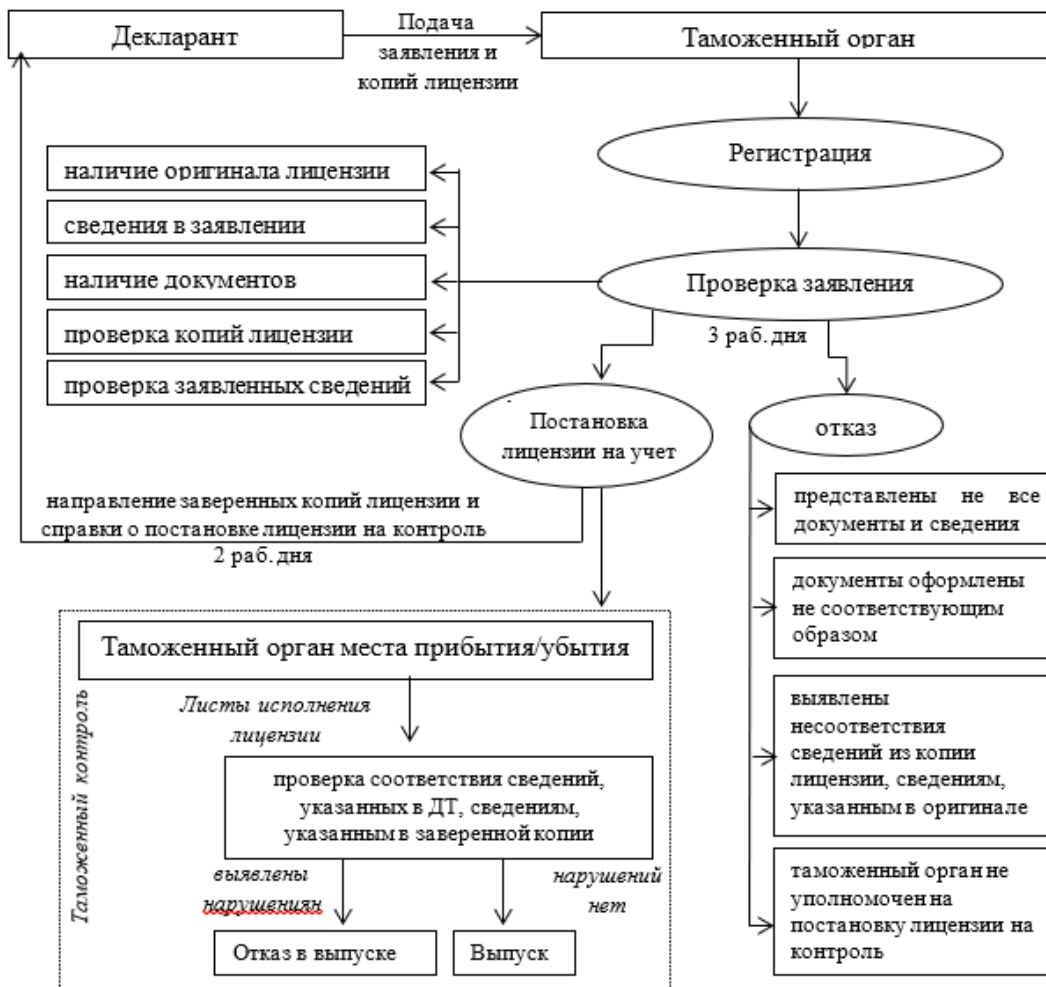 Декларант
Подача
заявления и
копий лицензии
Таможенный орган
Регистрация
Проверка заявления
3 раб. дня
наличие оригинала лицензии
сведения в заявлении
наличие документов
проверка копий лицензии
проверка заявленных сведений
Постановка
лицензии на учет
отказ
направление заверенных копий лицензии и
справки о постановке лицензии на контроль
2 раб. дня
представлены не все
документы и сведения
документы оформлены
не соответствующим
образом
выявлены
несоответствия
сведений из копии
лицензии, сведениям,
указанным в оригинале
таможенный орган не
уполномочен на
постановку лицензии на
контроль
Таможенный контроль
Таможенный орган места прибытия/убытия
Листы исполнения
лицензии
проверка соответствия сведений,
указанных в ДТ, сведениям,
указанным в заверенной копии
выявлены
нарушениян
нарушений
нет
Отказ в выпуске
Выпуск